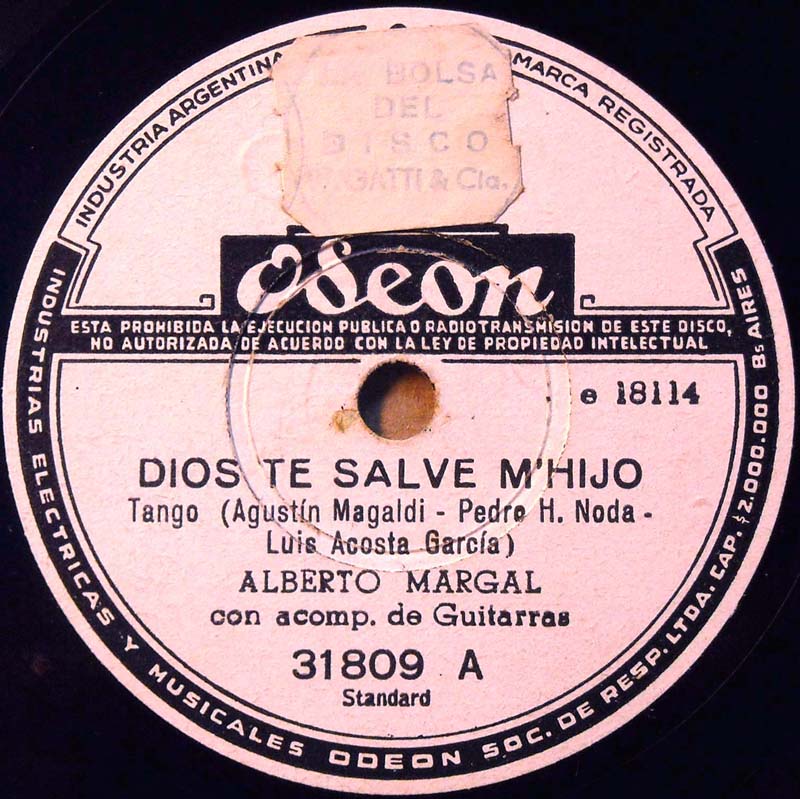 INDUSTRIA ARGENTINA
MARCA REGISTRADA
BOLSA
DEL
DISCO
& Cia.
Odeon
ESTA PROHIBIDA LA EJECUCION PUBLICA O RADIOTRANSMISION DE ESTE DISCO,
NO AUTORIZADA DE ACUERDO CON LA LEY DE PROPIEDAD INTELECTUAL
e 18114
DIOS TE SALVE M'HIJO
Tango (Agustín Magaldi - Pedro H. Noda -
Luis Acosta García)
ALBERTO MARGAL
con acomp. de Guitarras
31809 A
Standard
INDUSTRIAS ELECTRICAS Y MUSICALES ODEON SOC. DE RESP. LTDA. CAP. $ 2.000.000 Bs AIRES